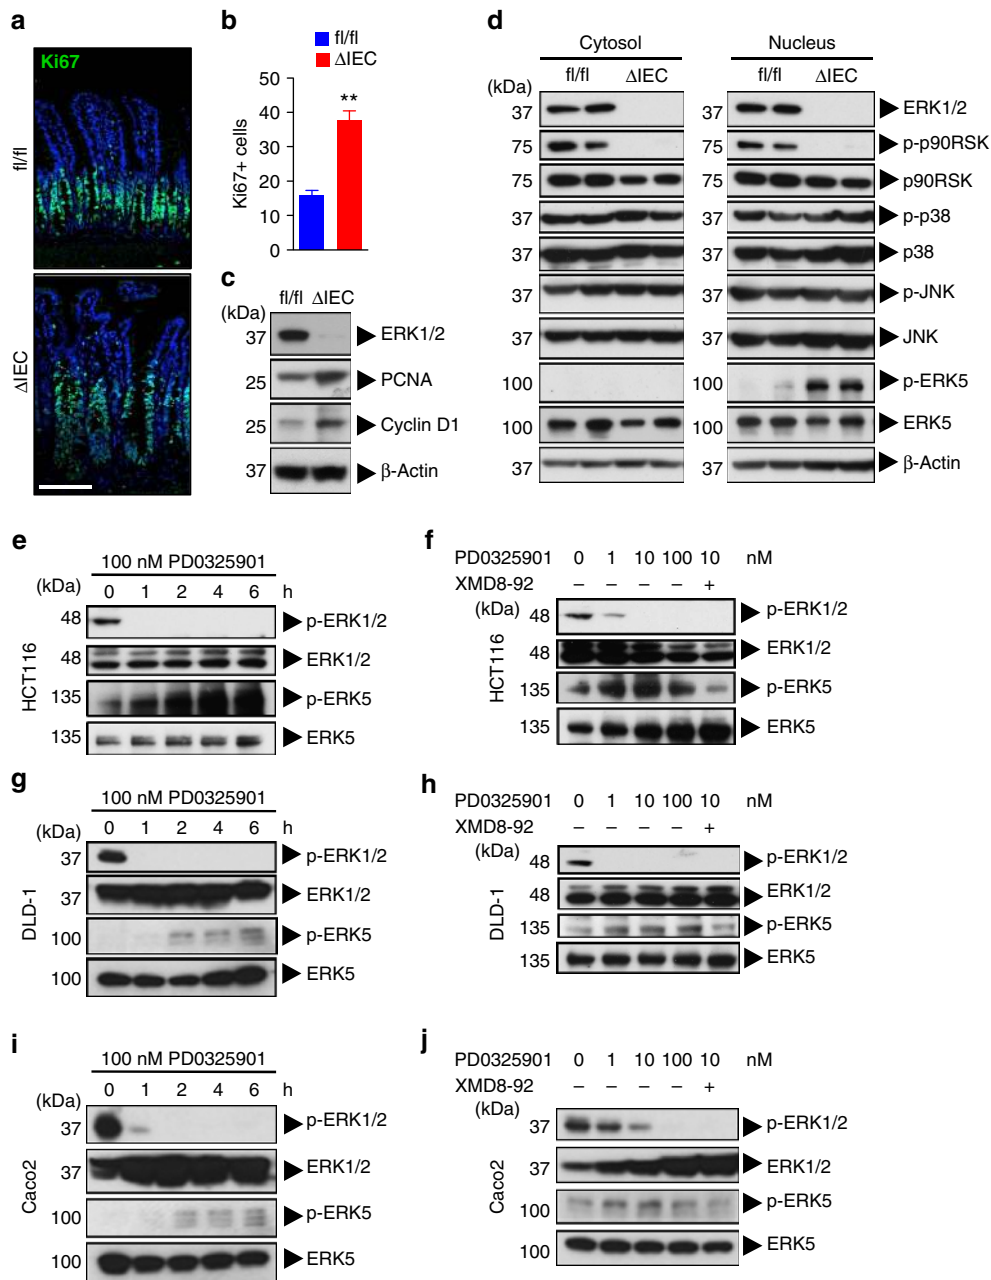 a
Ki67
fl/fl
ΔIEC
b
fl/fl
ΔIEC
Ki67+ cells
50
40
30
20
10
0
**
c
fl/fl ΔIEC
(kDa)
37 ERK1/2
25 PCNA
25 Cyclin D1
37 β-Actin
d
Cytosol Nucleus
fl/fl ΔIEC fl/fl ΔIEC
(kDa)
37 37 ERK1/2
75 75 p-p90RSK
75 75 p90RSK
37 37 p-p38
37 37 p38
37 37 p-JNK
37 37 JNK
100 100 p-ERK5
100 100 ERK5
37 37 β-Actin
e
100 nM PD0325901
(kDa) 0 1 2 4 6 h
HCT116
48 p-ERK1/2
48 ERK1/2
135 p-ERK5
135 ERK5
f
PD0325901 0 1 10 100 10 nM
XMD8-92 – – – – +
(kDa)
HCT116
48 p-ERK1/2
48 ERK1/2
135 p-ERK5
135 ERK5
g
100 nM PD0325901
(kDa) 0 1 2 4 6 h
DLD-1
37 p-ERK1/2
37 ERK1/2
100 p-ERK5
100 ERK5
h
PD0325901 0 1 10 100 10 nM
XMD8-92 – – – – +
(kDa)
DLD-1
48 p-ERK1/2
48 ERK1/2
135 p-ERK5
135 ERK5
i
100 nM PD0325901
0 1 2 4 6 h
(kDa)
Caco2
37 p-ERK1/2
37 ERK1/2
100 p-ERK5
100 ERK5
j
PD0325901 0 1 10 100 10 nM
XMD8-92 – – – – +
(kDa)
Caco2
37 p-ERK1/2
37 ERK1/2
100 p-ERK5
100 ERK5